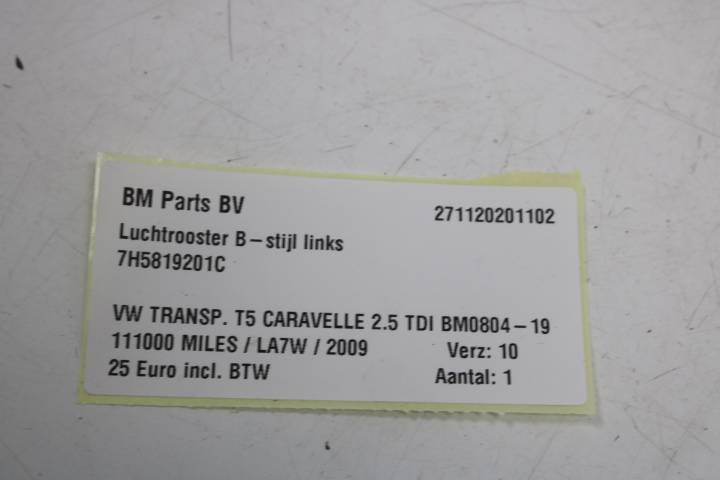 BM Parts BV 271120201102
Luchtrooster B-stijl links
7H5819201C
VW TRANSP. T5 CARAVELLE 2.5 TDI BM0804-19
111000 MILES / LA7W / 2009 Verz: 10
25 Euro incl. BTW Aantal: 1